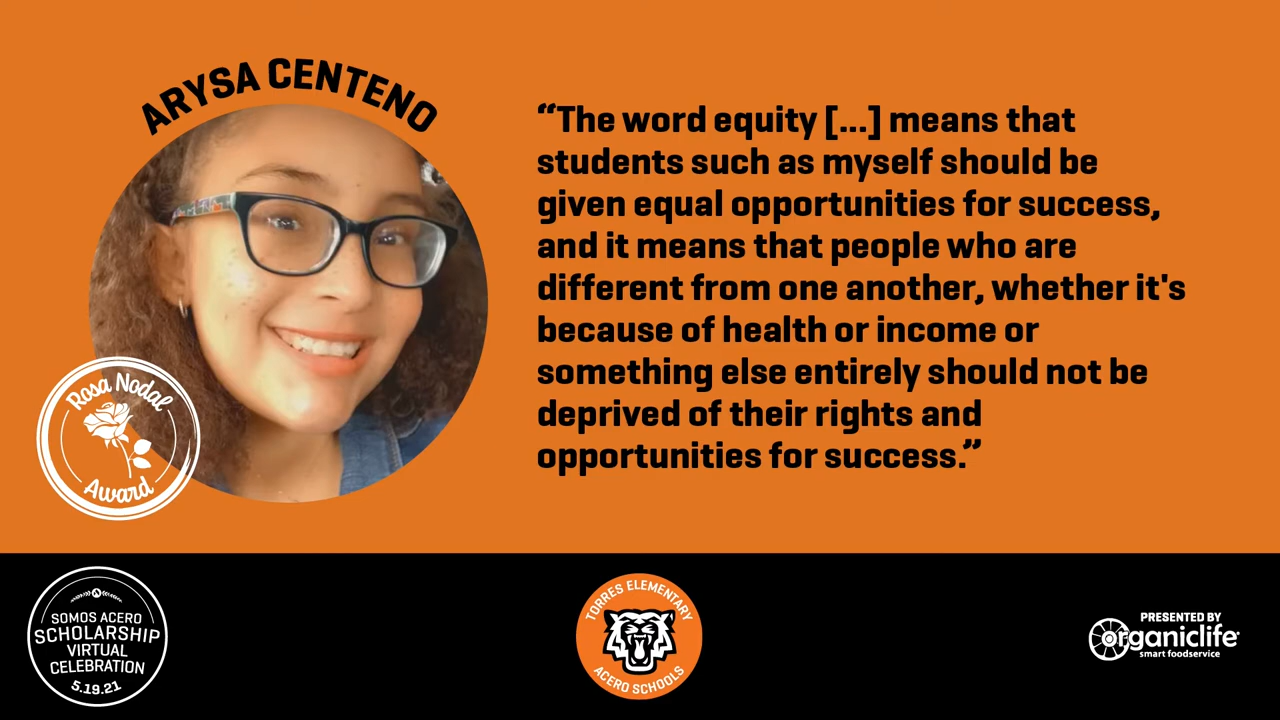 ARYSA CENTENO
“The word equity [...] means that
students such as myself should be
given equal opportunities for success,
and it means that people who are
different from one another, whether it's
because of health or income or
something else entirely should not be
deprived of their rights and
opportunities for success.”
Rosa Nodal
Award
SOMOS ACERO
SCHOLARSHIP
VIRTUAL
CELEBRATION
5.19.21
TORRES ELEMENTARY
ACERO SCHOOLS
PRESENTED BY
organiclife
smart foodservice